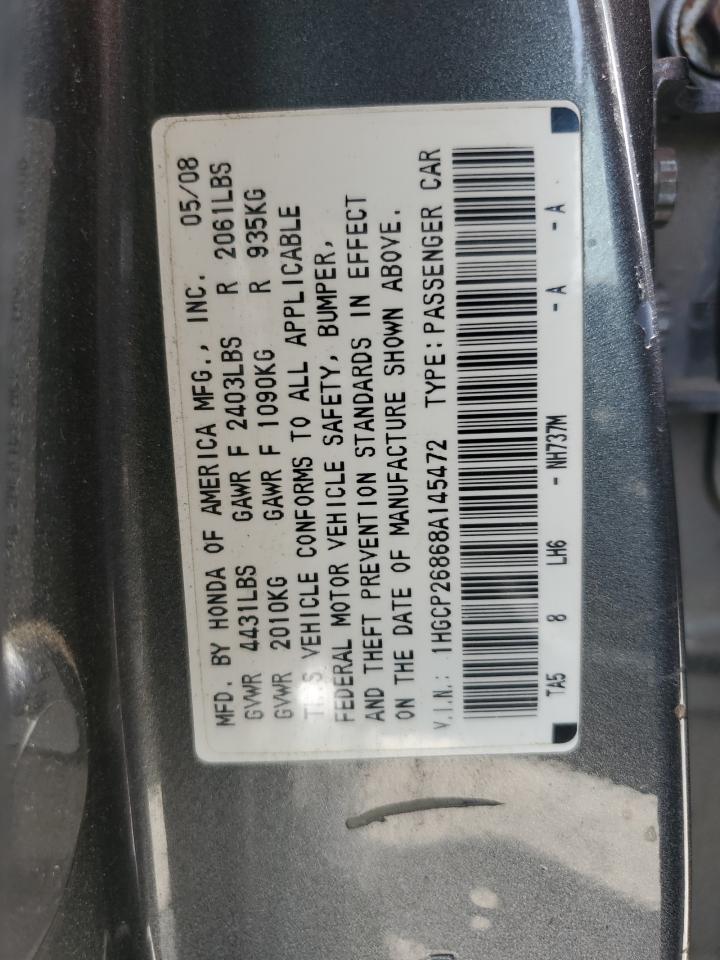 MFD. BY HONDA OF AMERICA MFG., INC. 05/08
GVWR 4431LBS GAWR F 2403LBS R 2061LBS
GVWR 2010KG GAWR F 1090KG R 935KG
THIS VEHICLE CONFORMS TO ALL APPLICABLE
FEDERAL MOTOR VEHICLE SAFETY, BUMPER,
AND THEFT PREVENTION STANDARDS IN EFFECT
ON THE DATE OF MANUFACTURE SHOWN ABOVE.
V.I.N.: 1HGCP26868A145472 TYPE:PASSENGER CAR
TA5 8 LH6 - NH737M - A - A